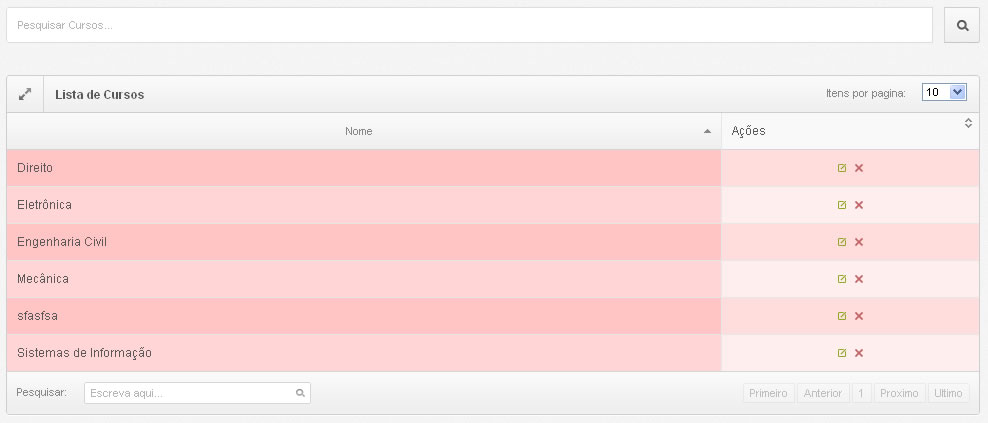 Pesquisar Cursos...
Lista de Cursos Itens por pagina: 10
Nome Ações
Direito
Eletrônica
Engenharia Civil
Mecânica
sfasfsa
Sistemas de Informação
Pesquisar: Escreva aqui... Primeiro Anterior 1 Proximo Ultimo